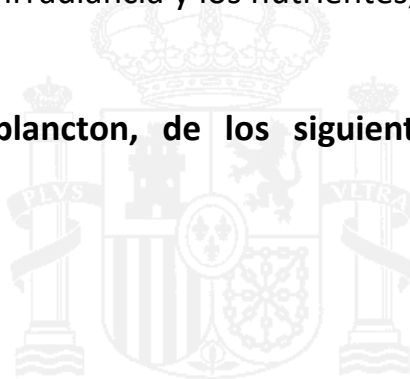 irradiancia y los nutrientes,
plancton, de los siguient
PLVS
VLTRA